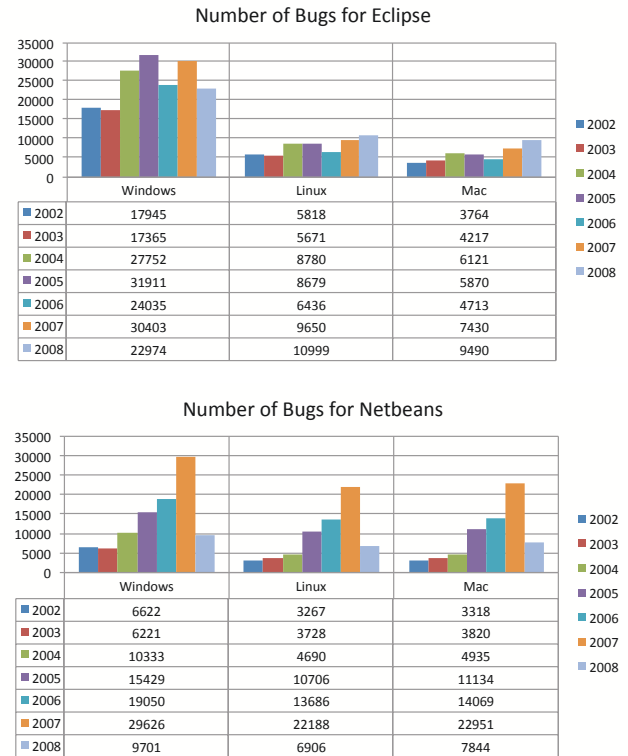 Number of Bugs for Eclipse
35000
30000
25000
20000
15000
10000
5000
0
Windows Linux Mac
2002 17945 5818 3764
2003 17365 5671 4217
2004 27752 8780 6121
2005 31911 8679 5870
2006 24035 6436 4713
2007 30403 9650 7430
2008 22974 10999 9490
2002
2003
2004
2005
2006
2007
2008
Number of Bugs for Netbeans
35000
30000
25000
20000
15000
10000
5000
0
Windows Linux Mac
2002 6622 3267 3318
2003 6221 3728 3820
2004 10333 4690 4935
2005 15429 10706 11134
2006 19050 13686 14069
2007 29626 22188 22951
2008 9701 6906 7844
2002
2003
2004
2005
2006
2007
2008